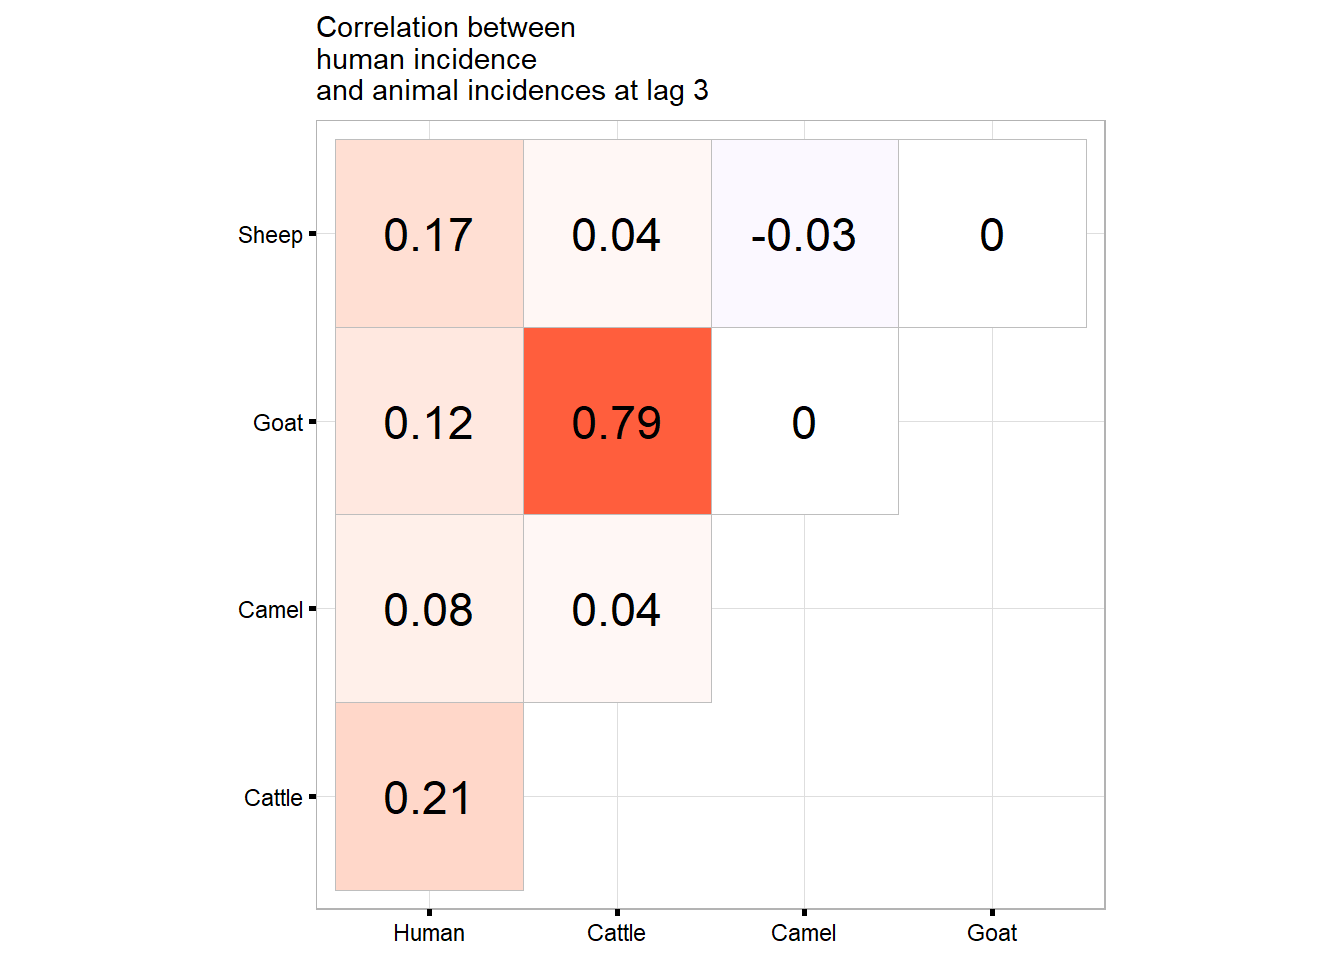 Correlation between
human incidence
and animal incidences at lag 3
Sheep 0.17 0.04 -0.03 0
Goat 0.12 0.79 0
Camel 0.08 0.04
Cattle 0.21
Human Cattle Camel Goat